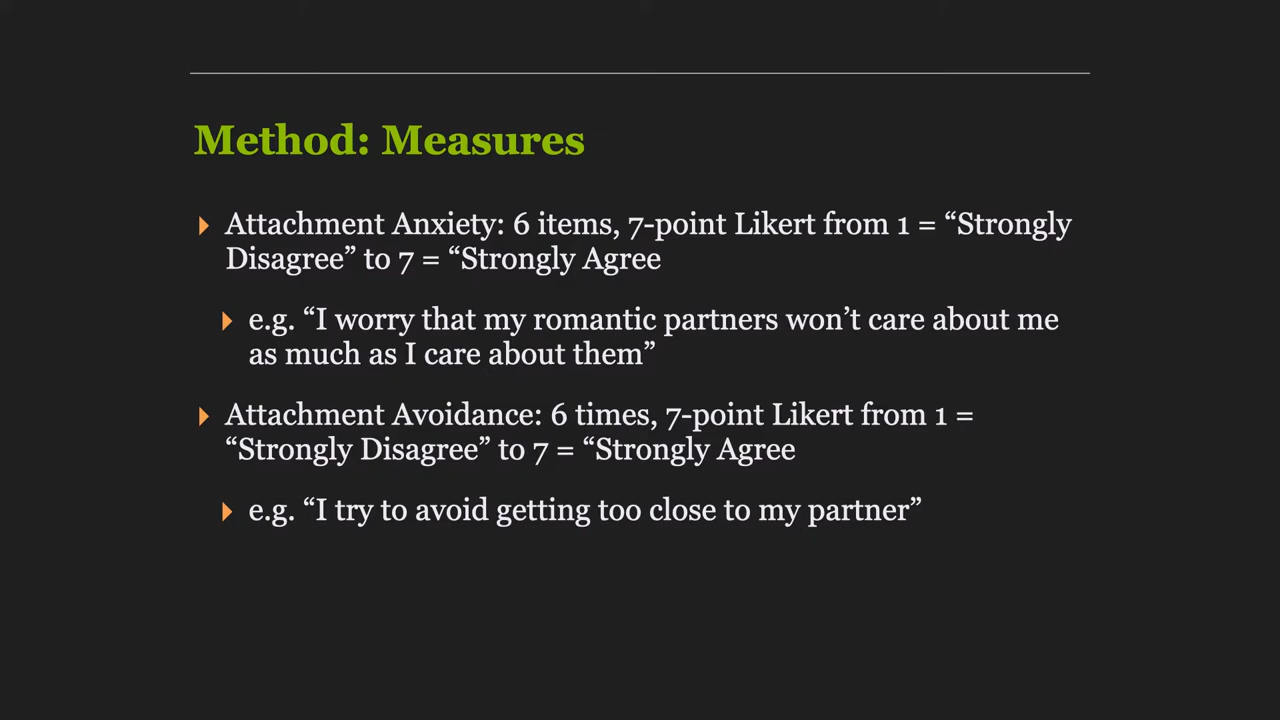 Method: Measures
Attachment Anxiety: 6 items, 7-point Likert from 1 = “Strongly
Disagree” to 7 = “Strongly Agree
e.g. “I worry that my romantic partners won’t care about me
as much as I care about them”
Attachment Avoidance: 6 times, 7-point Likert from 1 =
“Strongly Disagree” to 7 = “Strongly Agree
e.g. “I try to avoid getting too close to my partner”